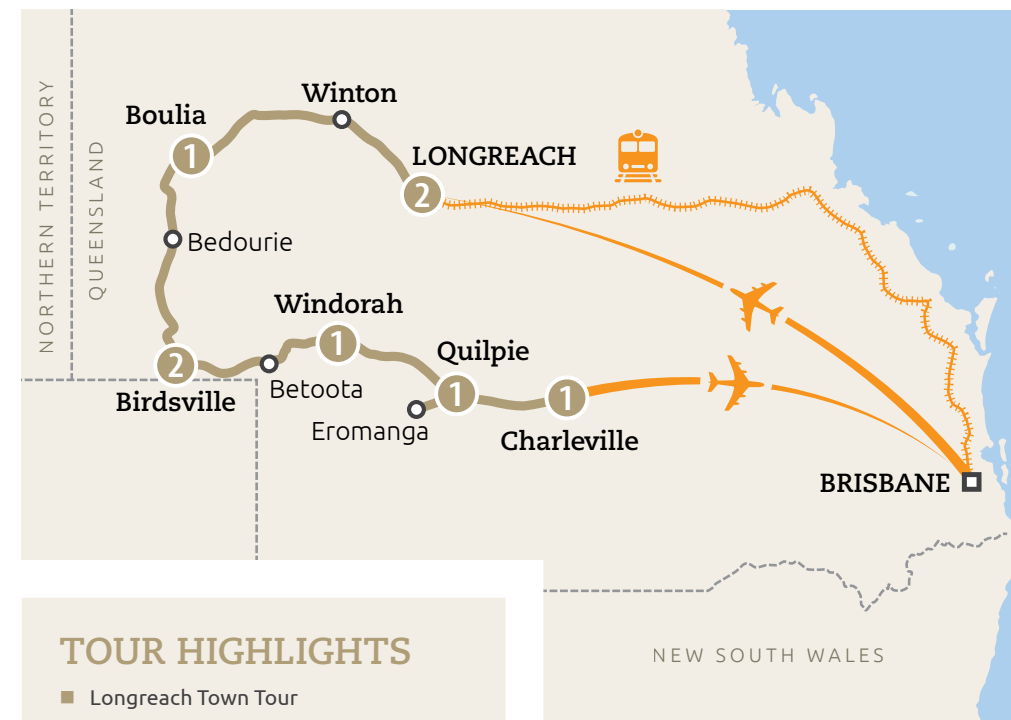 NORTHERN TERRITORY
QUEENSLAND
Winton
Boulia
1
LONGREACH
2
Bedourie
Windorah
1
2
Birdsville
Betoota
Quilpie
1
Eromanga
1
Charleville
BRISBANE
NEW SOUTH WALES
TOUR HIGHLIGHTS
Longreach Town Tour